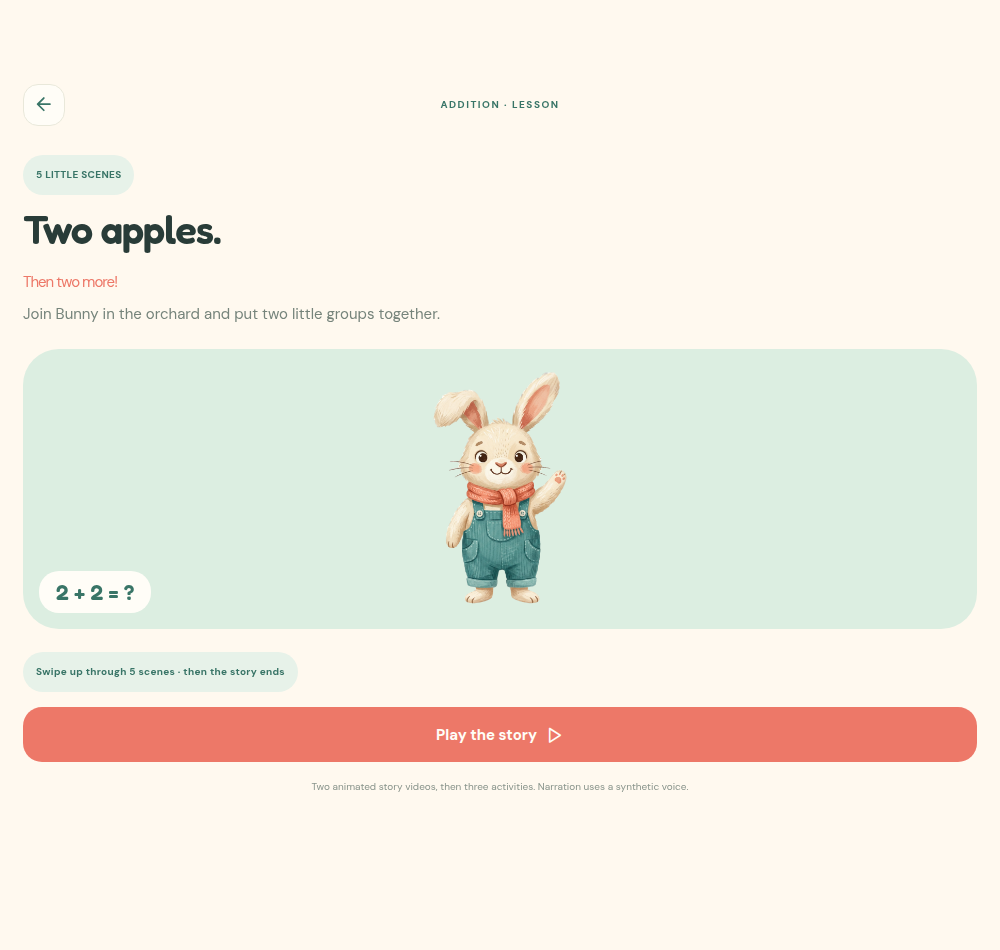 ADDITION · LESSON
5 LITTLE SCENES
Two apples.
Then two more!
Join Bunny in the orchard and put two little groups together.
2 + 2 = ?
Swipe up through 5 scenes · then the story ends
Play the story
Two animated story videos, then three activities. Narration uses a synthetic voice.